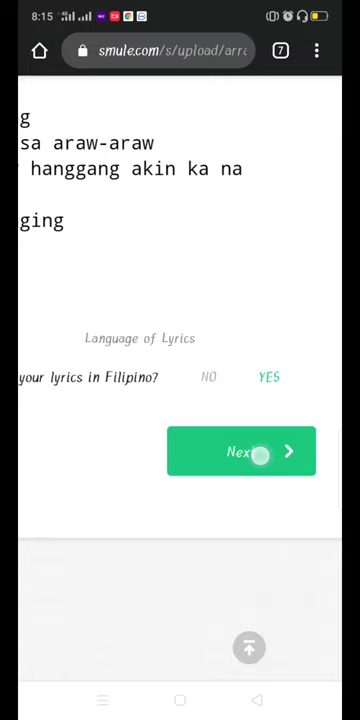 8:15
smule.com/s/upload/arra
7
g
sa araw-araw
hanggang akin ka na
ging
Language of Lyrics
your lyrics in Filipino? NO YES
Next